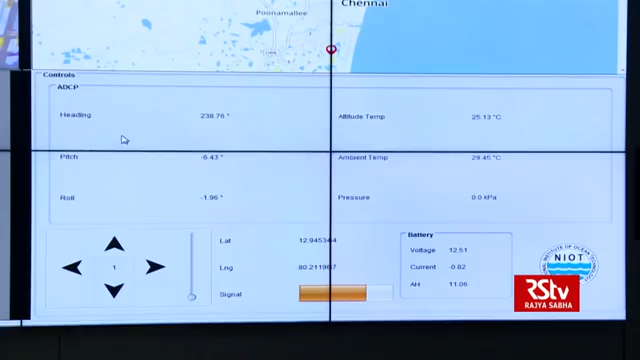 Chennai
Poonamallee
Controls
ADCP
Heading 238.76 °
Attitude Temp 25.13 °C
Pitch -6.43 °
Ambient Temp 29.45 °C
Roll -1.96 °
Pressure 0.0 kPa
1
Lat 12.945344
Lng 80.211967
Signal
Battery
Voltage 12.51
Current -0.82
AH 11.06
NIOT
RStv
RAJYA SABHA